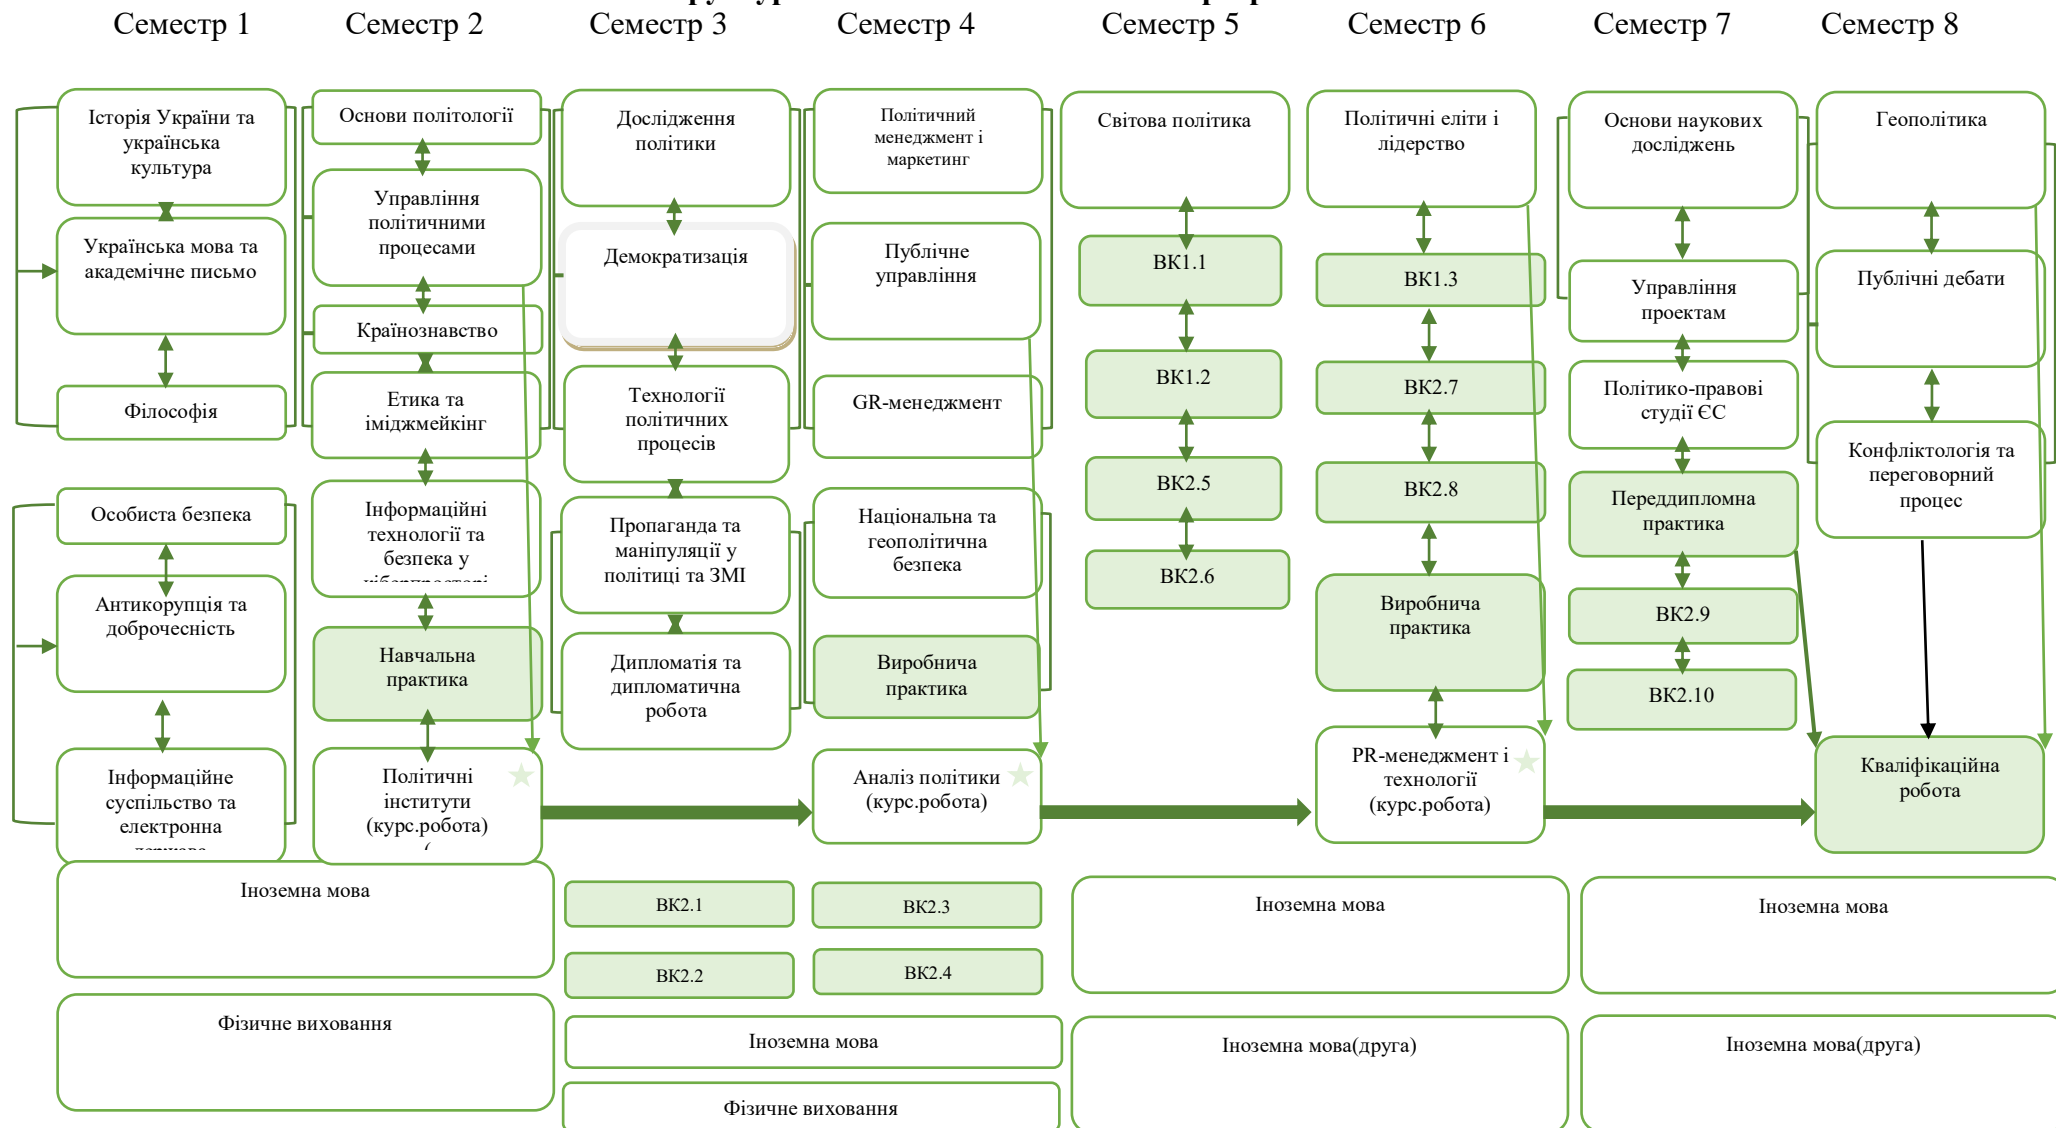 Семестр 1
Семестр 2
Семестр 3
Семестр 4
Семестр 5
Семестр 6
Семестр 7
Семестр 8
Історія України та
українська
культура
Українська мова та
академічне письмо
Філософія
Особиста безпека
Антикорупція та
доброчесність
Інформаційне
суспільство та
електронна
Основи політології
Управління
політичними
процесами
Країнознавство
Етика та
іміджмейкінг
Інформаційні
технології та
безпека у
Навчальна
практика
Політичні
інститути
(курс.робота)
(
Дослідження
політики
Демократизація
Технології
політичних
процесів
Пропаганда та
маніпуляції у
політиці та ЗМІ
Дипломатія та
дипломатична
робота
Політичний
менеджмент і
маркетинг
Публічне
управління
GR-менеджмент
Національна та
геополітична
безпека
Виробнича
практика
Аналіз політики
(курс.робота)
Світова політика
ВК1.1
ВК1.2
ВК2.5
ВК2.6
Політичні еліти і
лідерство
ВК1.3
ВК2.7
ВК2.8
Виробнича
практика
PR-менеджмент і
технології
(курс.робота)
Основи наукових
досліджень
Управління
проектам
Політико-правові
студії ЄС
Переддипломна
практика
ВК2.9
ВК2.10
Геополітика
Публічні дебати
Конфліктологія та
переговорний
процес
Кваліфікаційна
робота
Іноземна мова
Фізичне виховання
ВК2.1
ВК2.3
ВК2.2
ВК2.4
Іноземна мова
Фізичне виховання
Іноземна мова
Іноземна мова(друга)
Іноземна мова
Іноземна мова(друга)